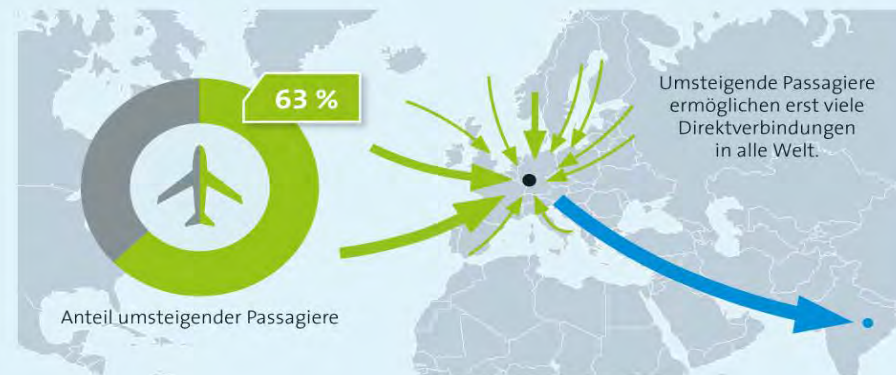 63 %
Umsteigende Passagiere
ermöglichen erst viele
Direktverbindungen
in alle Welt.
Anteil umsteigender Passagiere